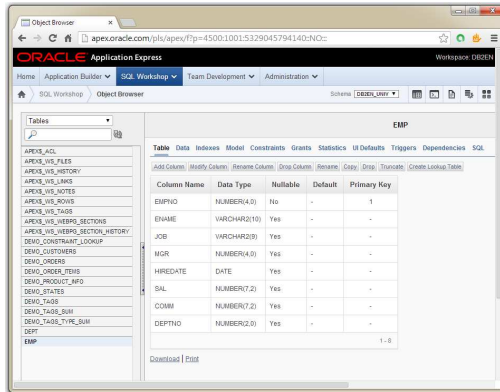 Object Browser
apex.oracle.com/pls/apex/f?p=4500:1001:5329045794140::NO:::
ORACLE Application Express
Workspace: DB2EN
Home Application Builder SQL Workshop Team Development Administration
SQL Workshop Object Browser Schema DB2EN_UNIV
Tables
EMP
Table Data Indexes Model Constraints Grants Statistics UI Defaults Triggers Dependencies SQL
Add Column Modify Column Rename Column Drop Column Rename Copy Drop Truncate Create Lookup Table
APEX$_ACL
APEX$_WS_FILES
APEX$_WS_HISTORY
APEX$_WS_LINKS
APEX$_WS_NOTES
APEX$_WS_ROWS
APEX$_WS_TAGS
APEX$_WS_WEBPG_SECTIONS
APEX$_WS_WEBPG_SECTION_HISTORY
DEMO_CONSTRAINT_LOOKUP
DEMO_CUSTOMERS
DEMO_ORDERS
DEMO_ORDER_ITEMS
DEMO_PRODUCT_INFO
DEMO_STATES
DEMO_TAGS
DEMO_TAGS_SUM
DEMO_TAGS_TYPE_SUM
DEPT
EMP
Column Name Data Type Nullable Default Primary Key
EMPNO NUMBER(4,0) No - 1
ENAME VARCHAR2(10) Yes - -
JOB VARCHAR2(9) Yes - -
MGR NUMBER(4,0) Yes - -
HIREDATE DATE Yes - -
SAL NUMBER(7,2) Yes - -
COMM NUMBER(7,2) Yes - -
DEPTNO NUMBER(2,0) Yes - -
1 - 8
Download | Print